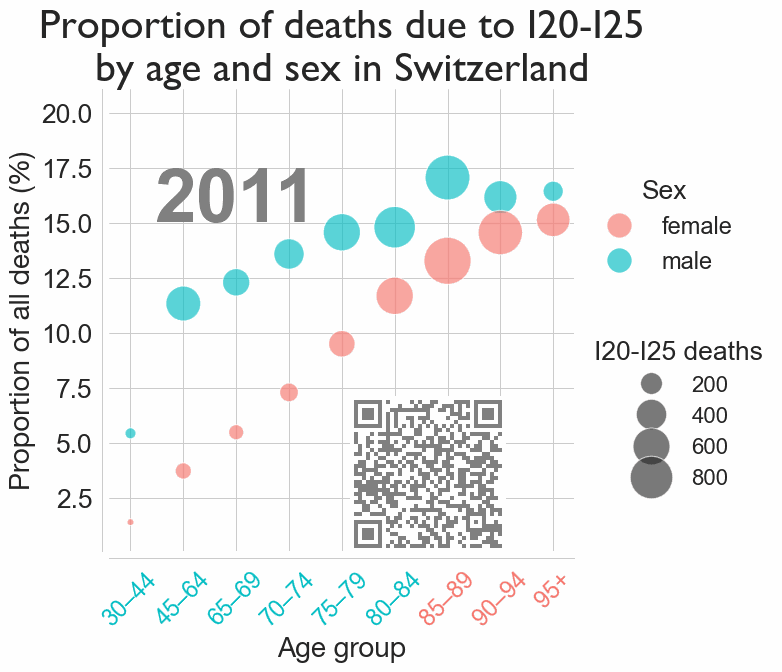 Proportion of deaths due to I20-I25
by age and sex in Switzerland
Proportion of all deaths (%)
20.0
17.5
15.0
12.5
10.0
7.5
5.0
2.5
2011
30–44
45–64
65–69
70–74
75–79
80–84
85–89
90–94
95+
Age group
Sex
female
male
I20-I25 deaths
200
400
600
800